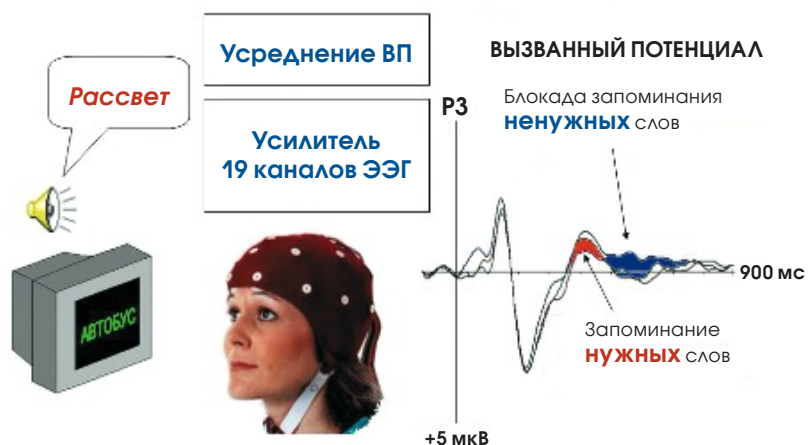 Рассвет
АВТОБУС
Усреднение ВП
Усилитель
19 каналов ЭЭГ
ВЫЗВАННЫЙ ПОТЕНЦИАЛ
P3
Блокада запоминания
ненужных слов
900 мс
Запоминание
нужных слов
+5 мкВ